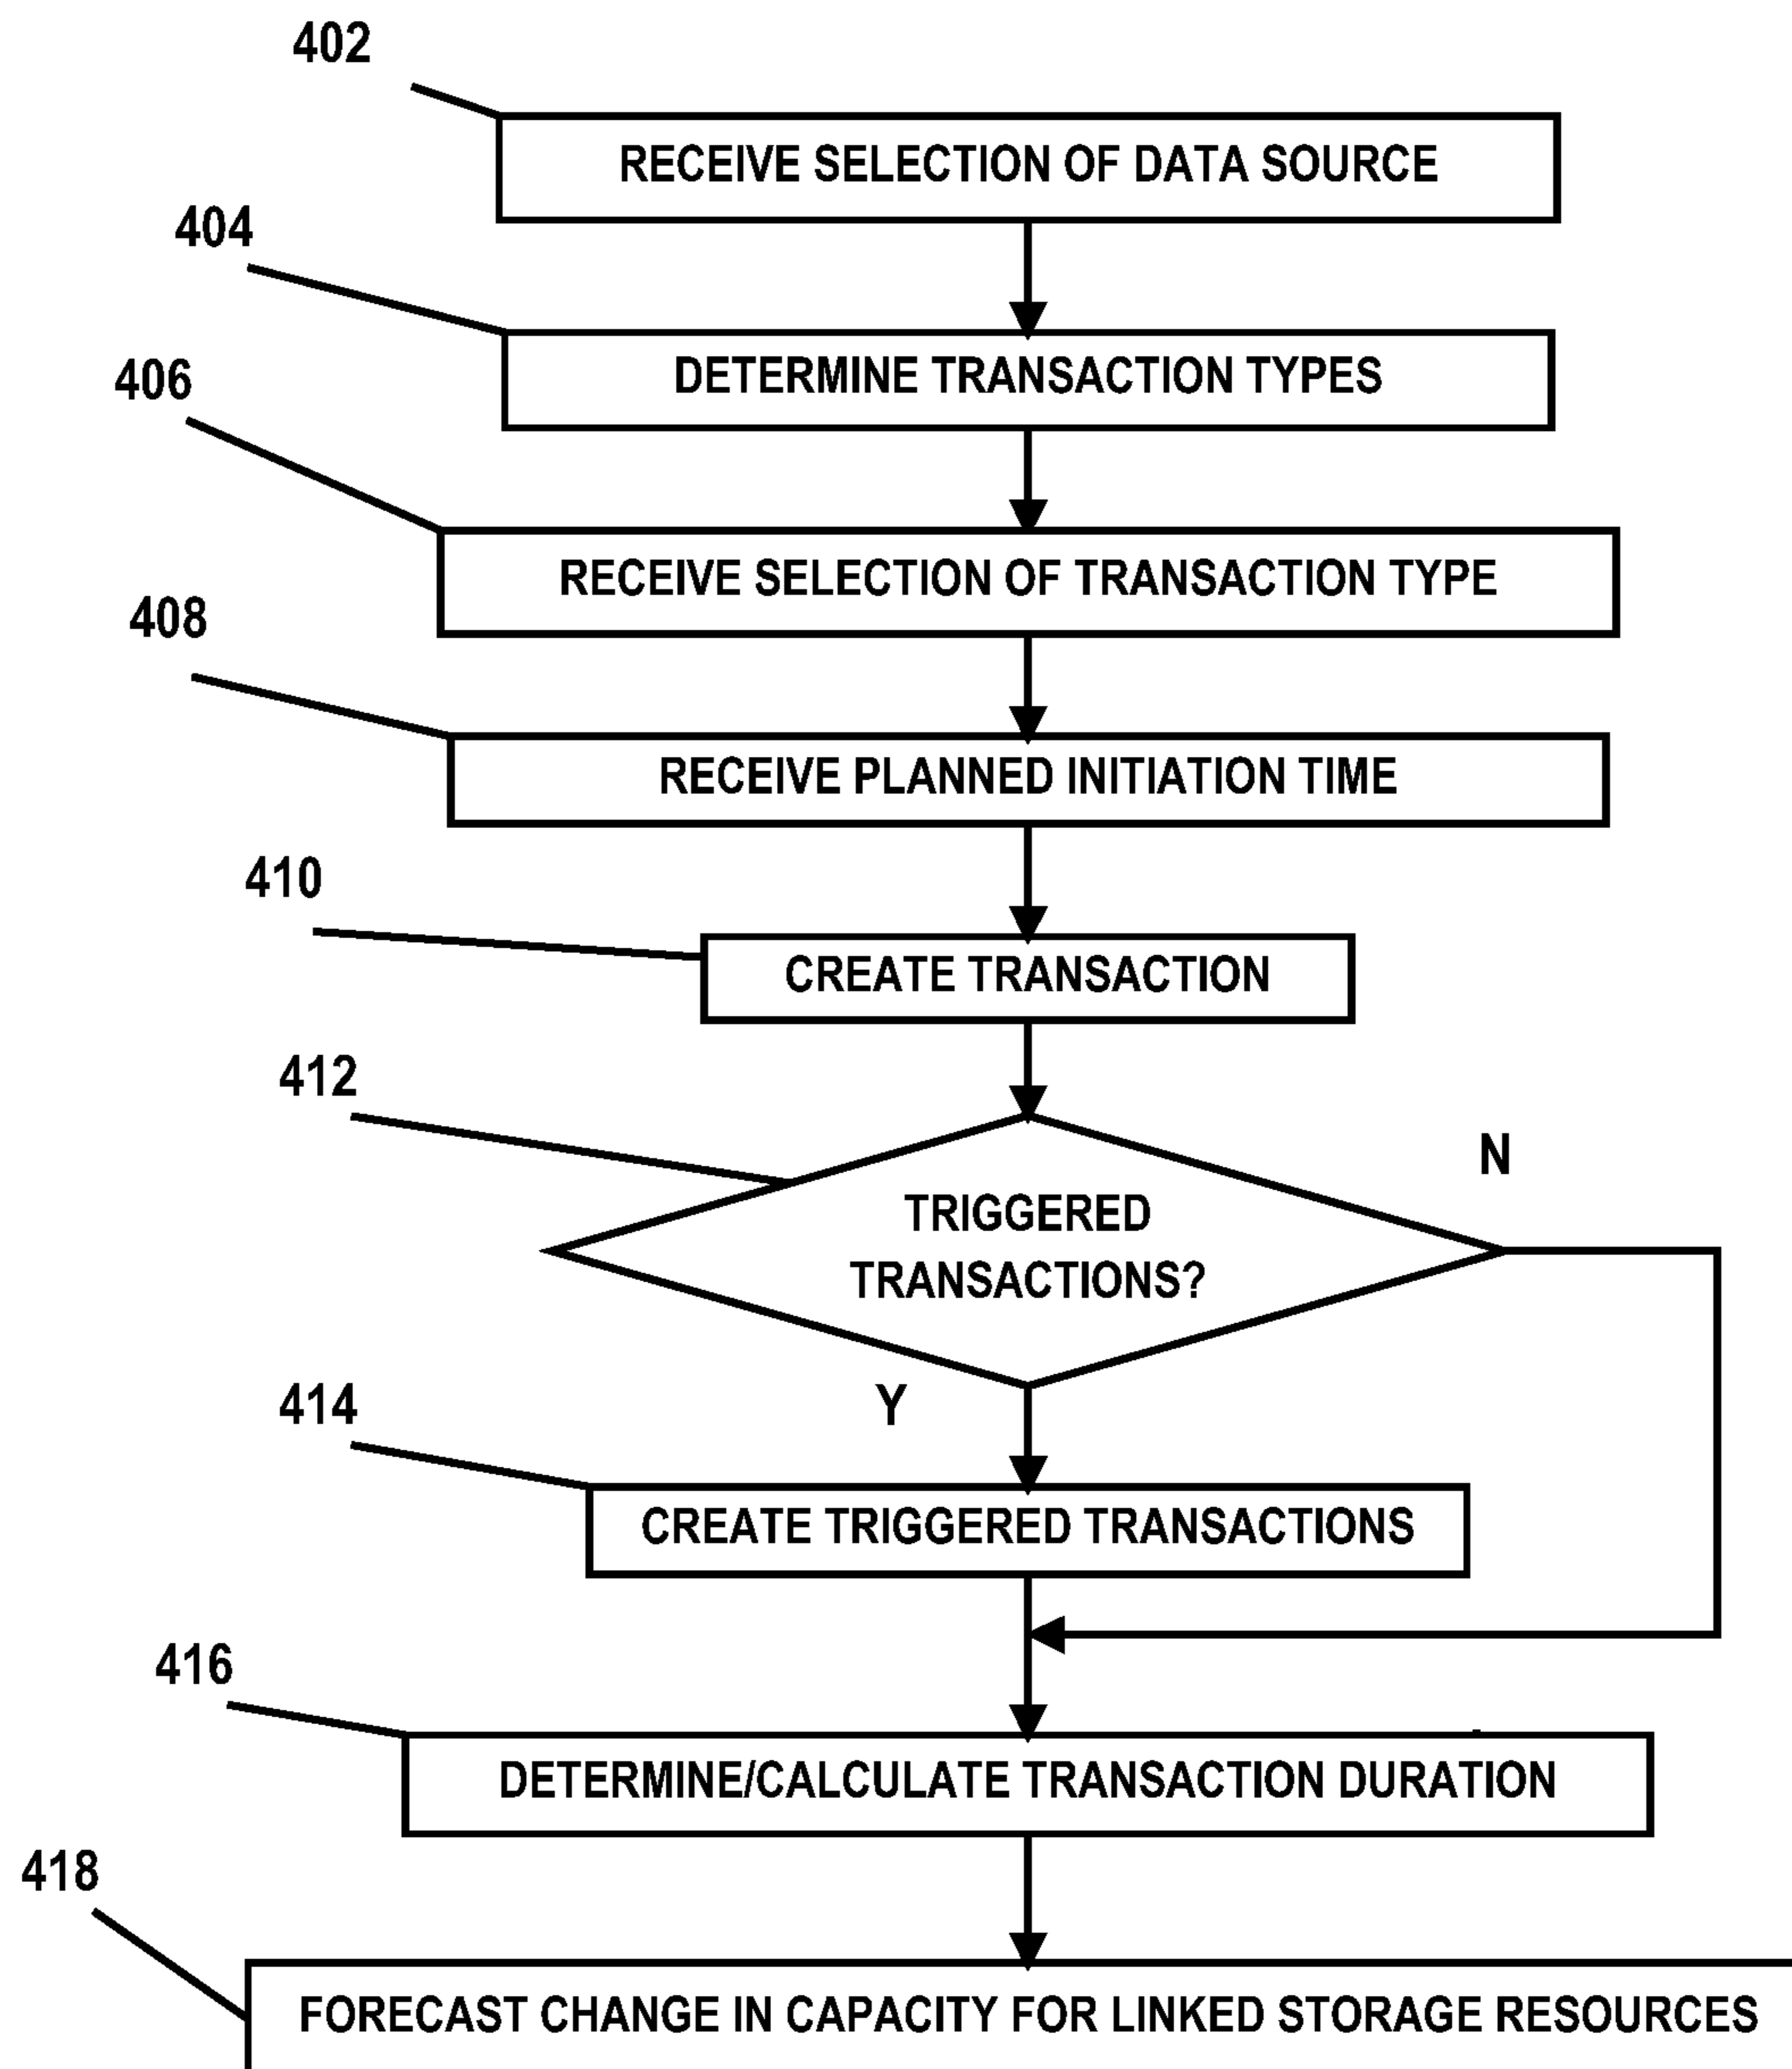 402
RECEIVE SELECTION OF DATA SOURCE
404
DETERMINE TRANSACTION TYPES
406
RECEIVE SELECTION OF TRANSACTION TYPE
408
RECEIVE PLANNED INITIATION TIME
410
CREATE TRANSACTION
412
N
TRIGGERED
TRANSACTIONS?
Y
414
CREATE TRIGGERED TRANSACTIONS
416
DETERMINE/CALCULATE TRANSACTION DURATION
418
FORECAST CHANGE IN CAPACITY FOR LINKED STORAGE RESOURCES